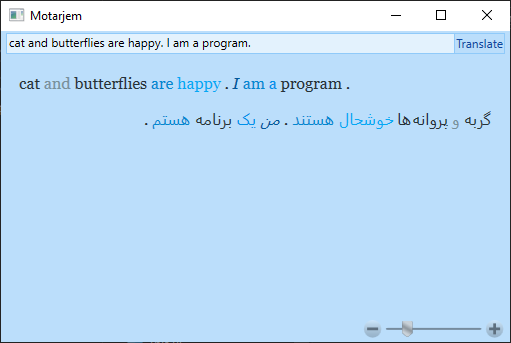 Motarjem
cat and butterflies are happy. I am a program.
Translate
cat and butterflies are happy . I am a program .
گربه و پروانه‌ها خوشحال هستند . من یک برنامه هستم .